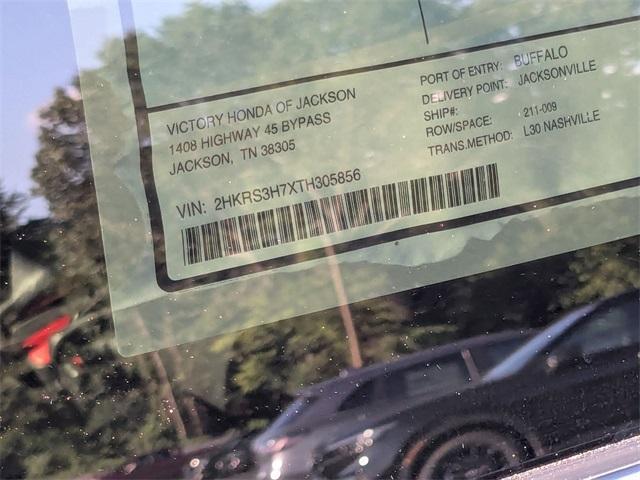 VICTORY HONDA OF JACKSON
1408 HIGHWAY 45 BYPASS
JACKSON, TN 38305
VIN: 2HKRS3H7XTH305856
PORT OF ENTRY: BUFFALO
DELIVERY POINT: JACKSONVILLE
SHIP#:
ROW/SPACE: 211-009
TRANS.METHOD: L30 NASHVILLE